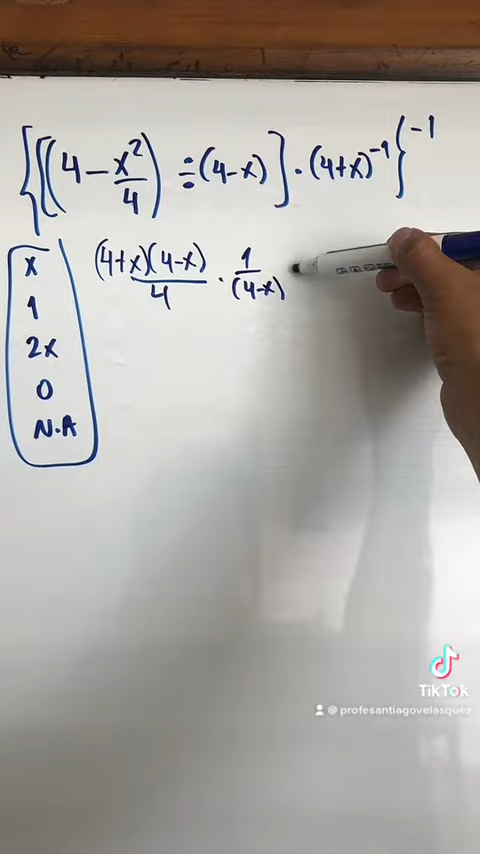 {[(4-x²/4)÷(4-x)]·(4+x)⁻¹}⁻¹
(4+x)(4-x)/4 · 1/(4-x)
x
1
2x
0
N.A
TikTok
@profesantiagovelasquez